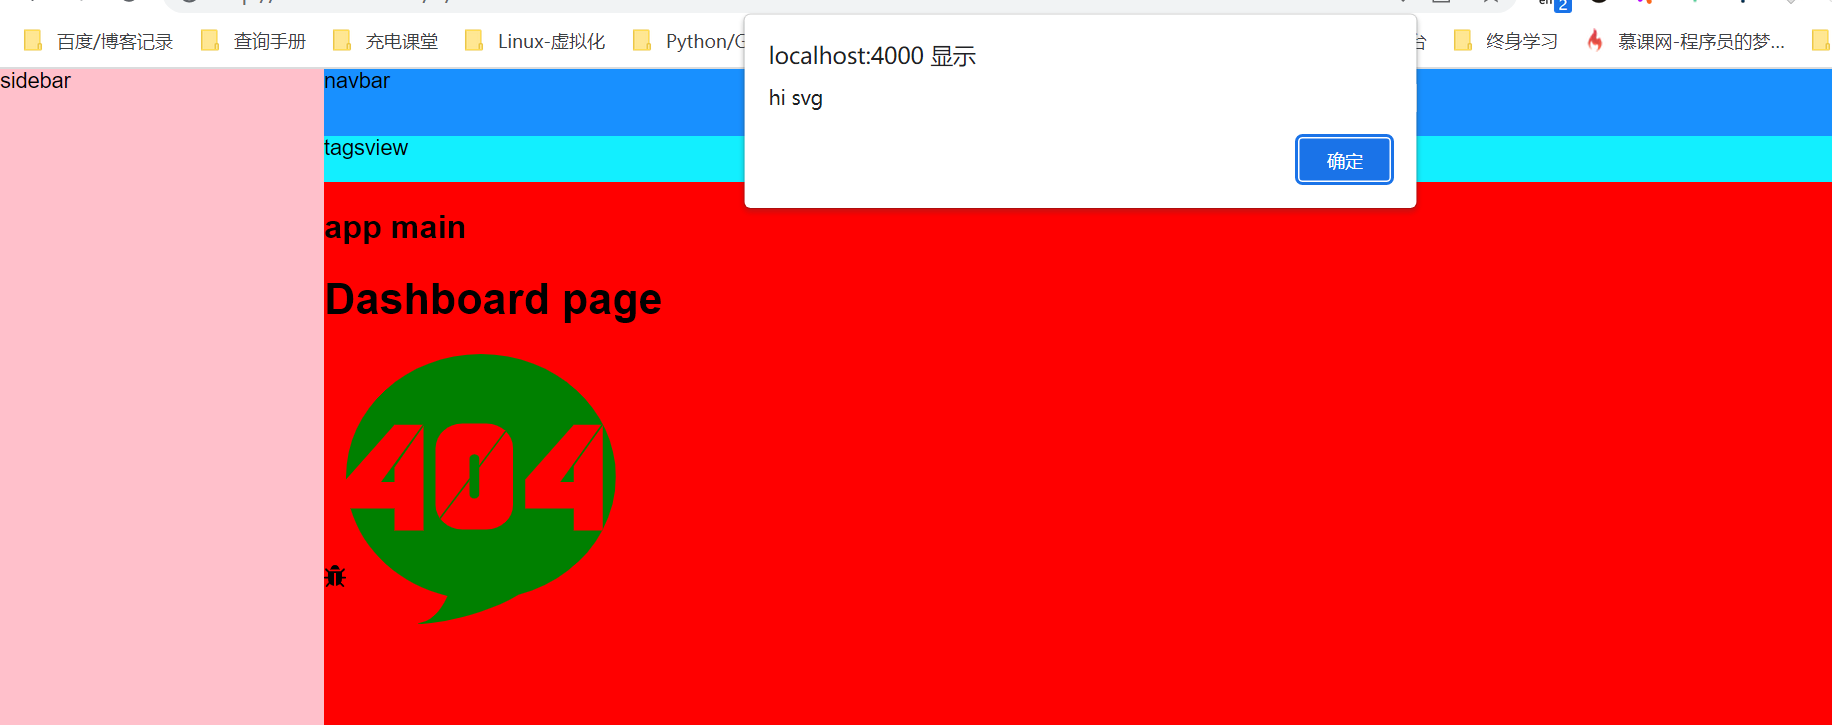 百度/博客记录 查询手册 充电课堂 Linux-虚拟化 终身学习 慕课网-程序员的梦...
localhost:4000 显示
hi svg
确定
sidebar
navbar
tagsview
app main
Dashboard page
404